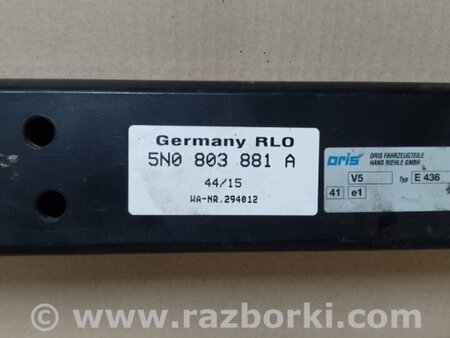 Germany RLO
5N0 803 881 A
44/15
WA-NR.294012
oris
ORIS FAHRZEUGTEILE
HANS RIEHLE GMBH
V5 Typ E 436
41 e1
© www.razborki.com/